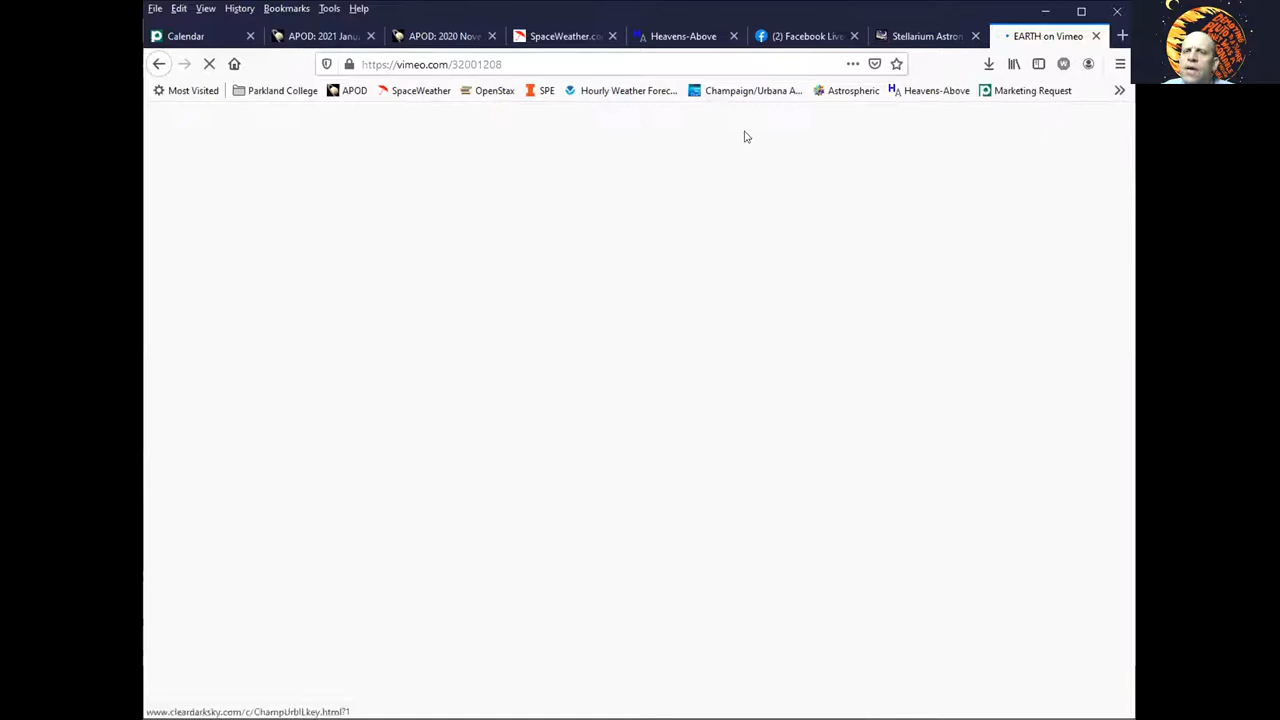 File Edit View History Bookmarks Tools Help
Calendar APOD: 2021 Janu APOD: 2020 Nove SpaceWeather.co Heavens-Above (2) Facebook Live Stellarium Astron EARTH on Vimeo
https://vimeo.com/32001208
Most Visited Parkland College APOD SpaceWeather OpenStax SPE Hourly Weather Forec... Champaign/Urbana A... Astrospheric Heavens-Above Marketing Request
www.cleardarksky.com/c/ChampUrbILkey.html?1